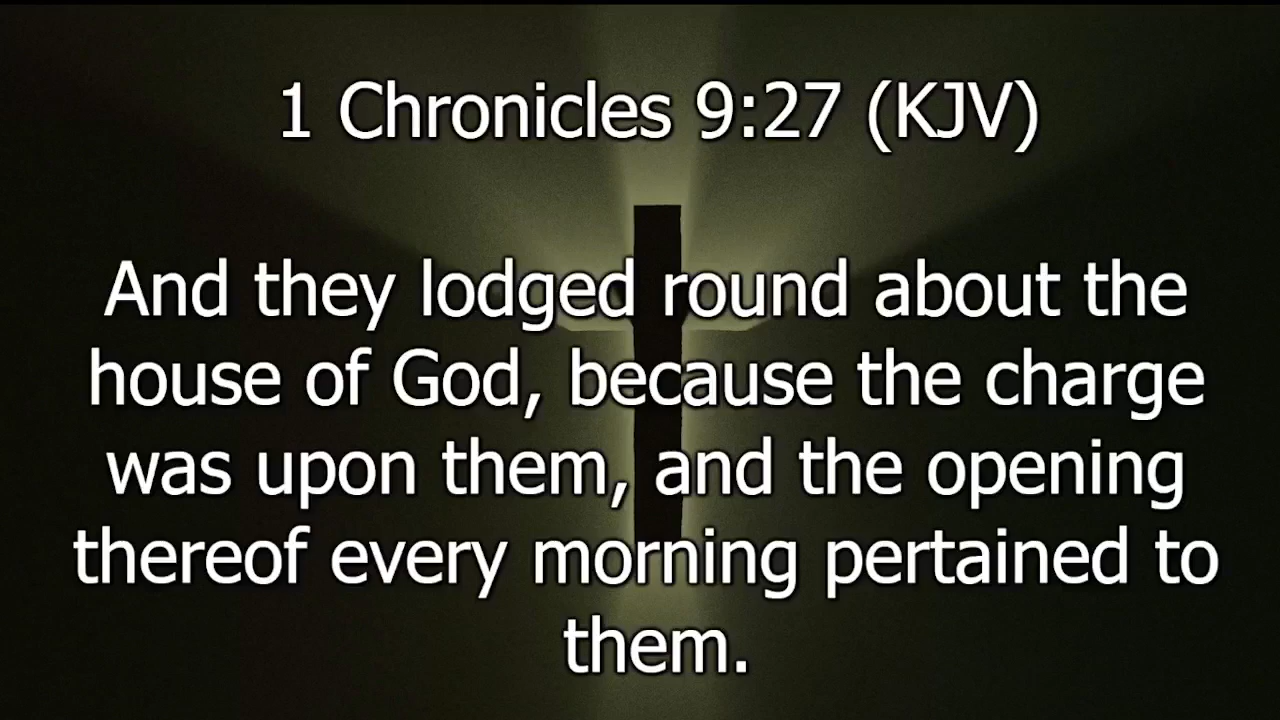 1 Chronicles 9:27 (KJV)
And they lodged round about the
house of God, because the charge
was upon them, and the opening
thereof every morning pertained to
them.